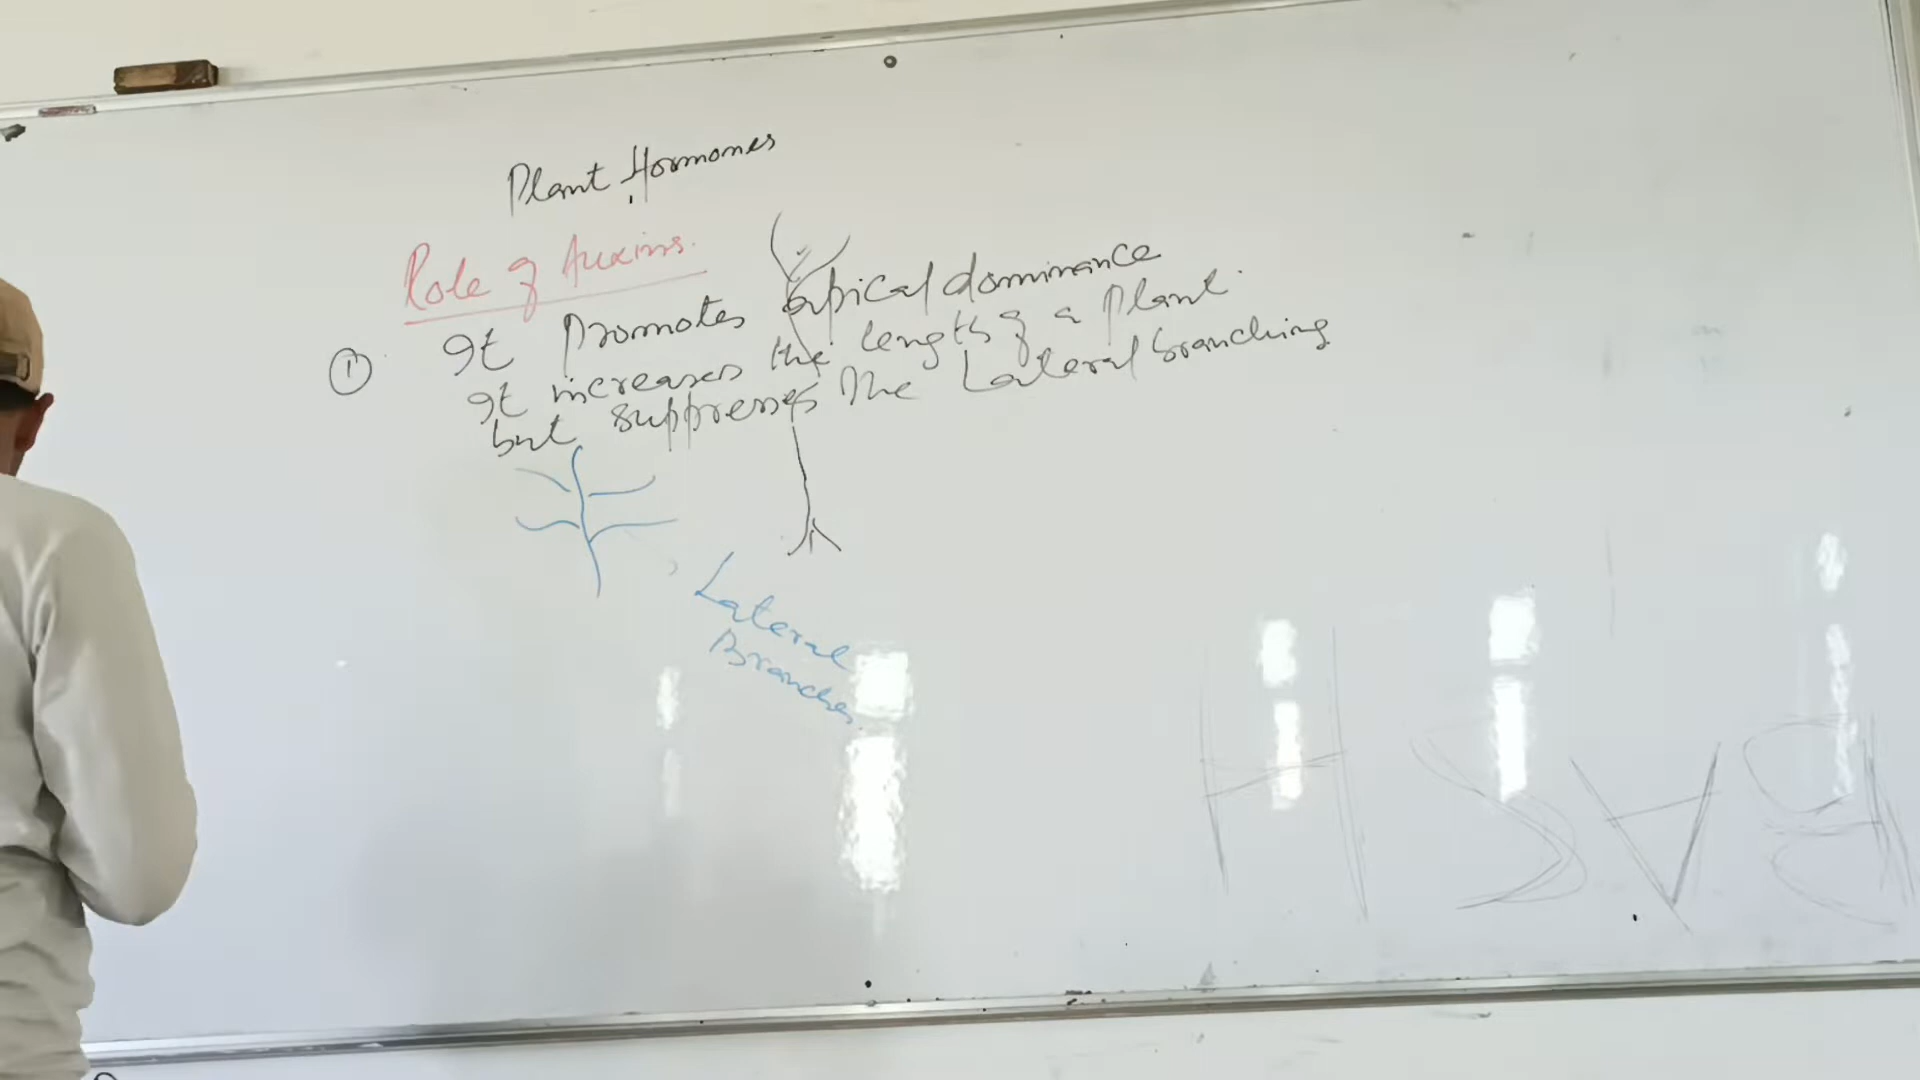 Plant Hormones
Role of Auxins.
① It promotes apical dominance
It increases the length of a plant.
but suppresses the Lateral branching
Lateral
Branches.
BASH